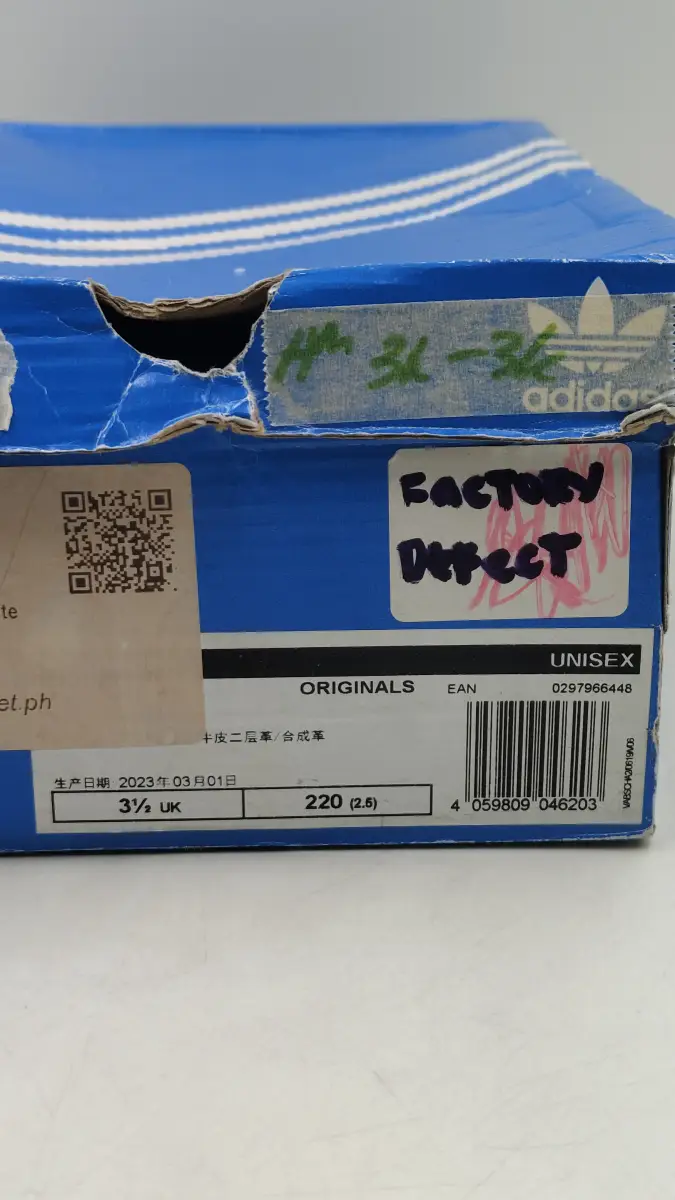 adidas
FACTORY
DEFECT
te
et.ph
UNISEX
ORIGINALS
EAN
0297966448
牛皮二层革/合成革
生产日期 2023年03月01日
3½ UK
220 (2.5)
4 059809 046203